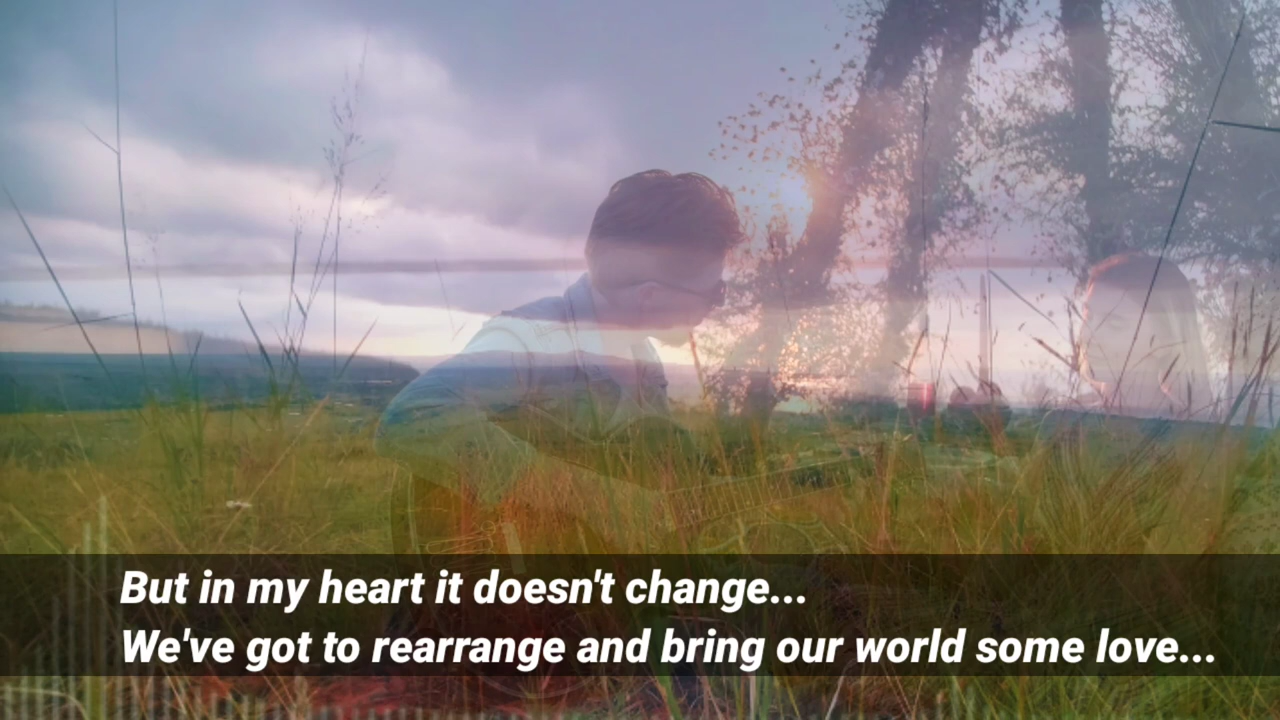 But in my heart it doesn't change...
We've got to rearrange and bring our world some love...